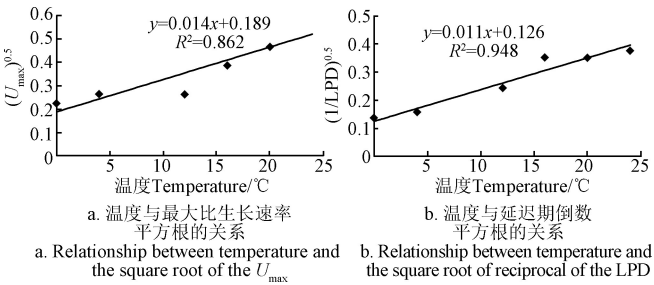 0.6
0.5
0.4
0.3
0.2
0.1
0
(Umax)0.5
y=0.014x+0.189
R2=0.862
5 10 15 20 25
温度Temperature/℃
a. 温度与最大比生长速率
平方根的关系
a. Relationship between temperature and
the square root of the Umax
0.5
0.4
0.3
0.2
0.1
0
(1/LPD)0.5
y=0.011x+0.126
R2=0.948
5 10 15 20 25
温度Temperature/℃
b. 温度与延迟期倒数
平方根的关系
b. Relationship between temperature and
the square root of reciprocal of the LPD